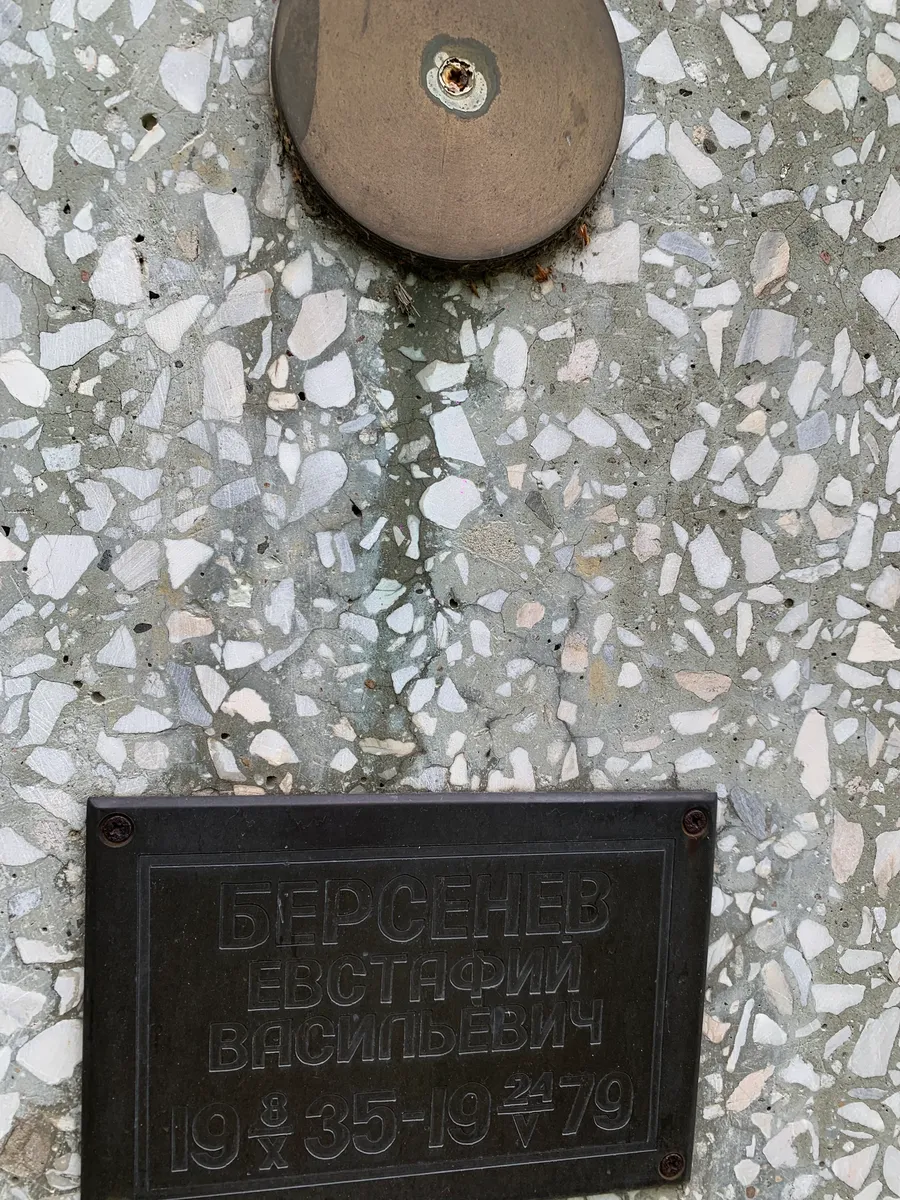 БЕРСЕНЕВ
ЕВСТАФИЙ
ВАСИЛЬЕВИЧ
19 8/X 35-19 24/V 79